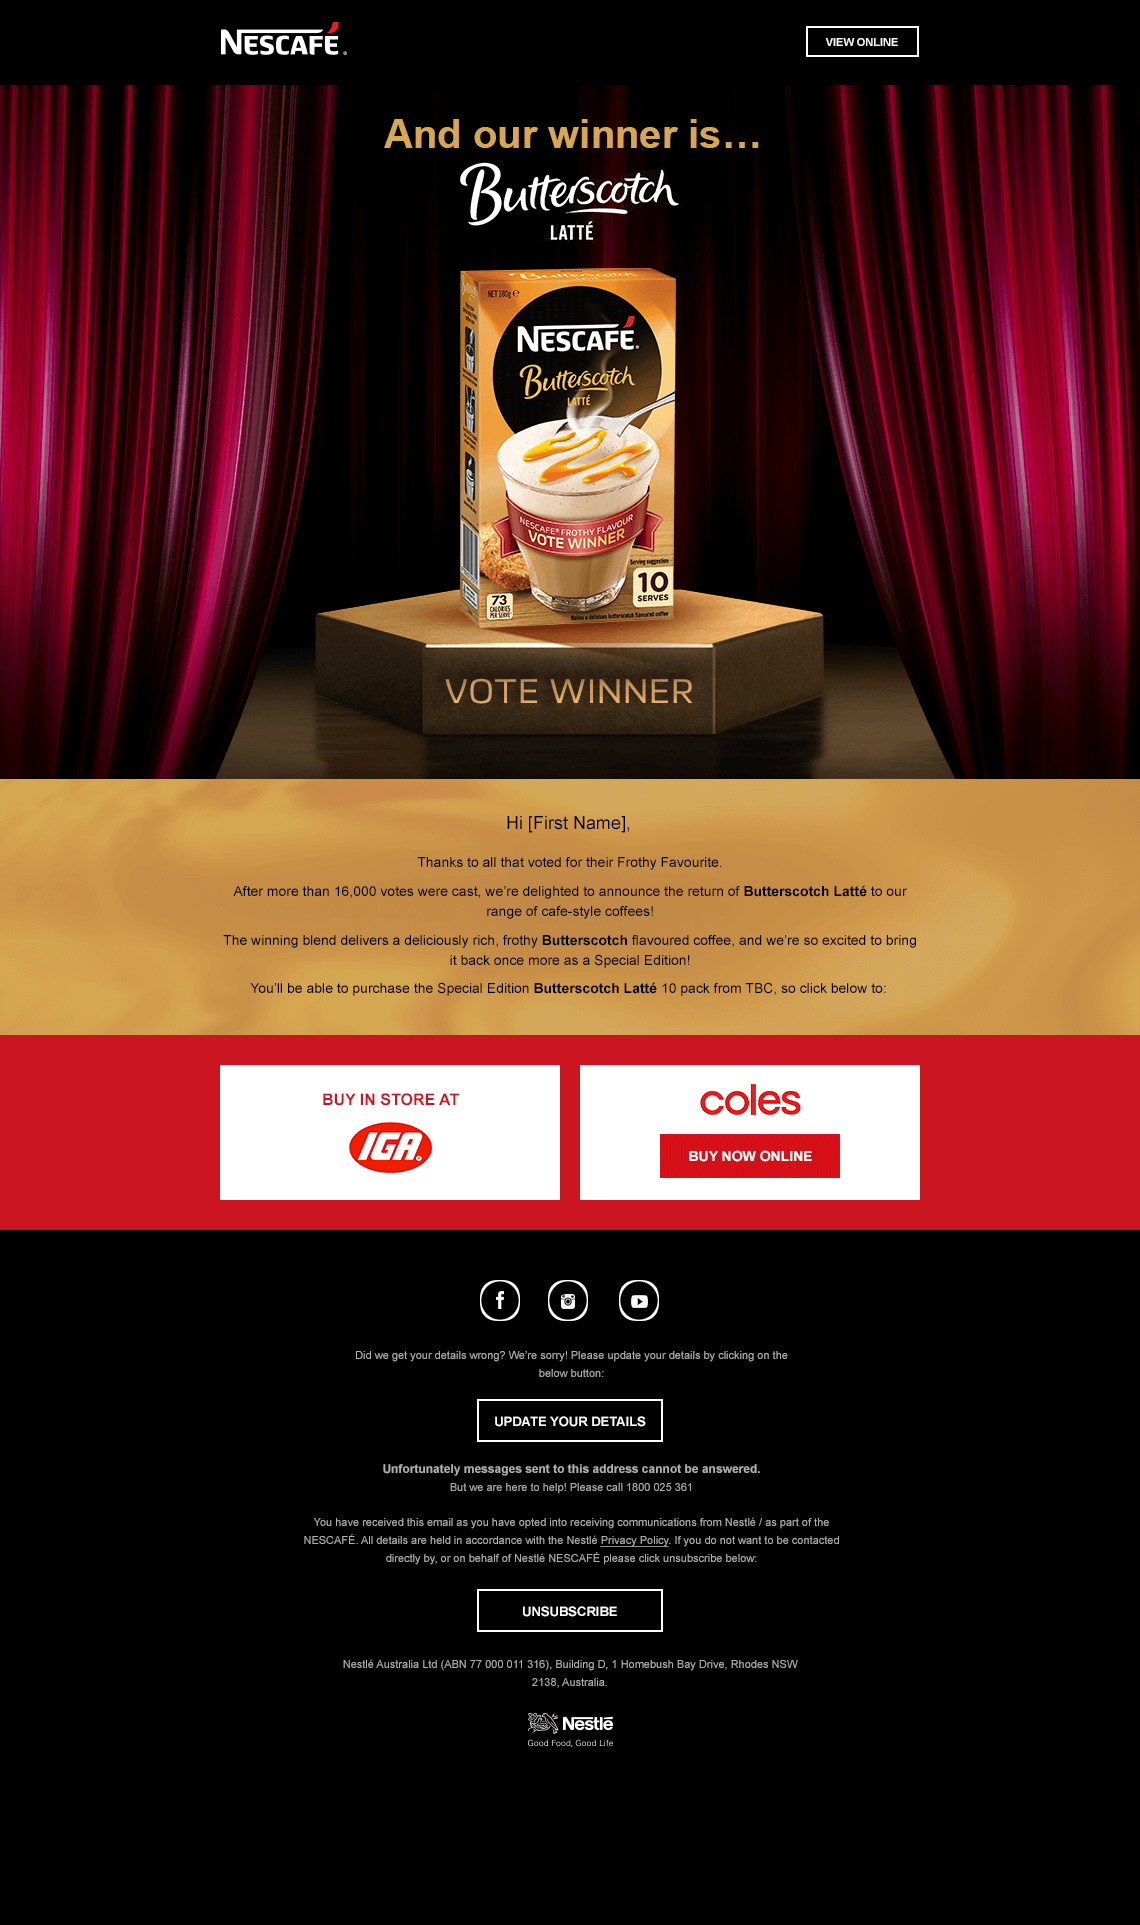 NESCAFÉ.
VIEW ONLINE
And our winner is…
Butterscotch
LATTÉ
Butterscotch
NET 180g ℮
NESCAFÉ.
Butterscotch
LATTÉ
NESCAFÉ® FROTHY FLAVOUR
VOTE WINNER
Serving suggestion
10
SERVES
73
CALORIES
PER SERVE
Makes a delicious butterscotch flavoured coffee
VOTE WINNER
Hi [First Name],
Thanks to all that voted for their Frothy Favourite.
After more than 16,000 votes were cast, we’re delighted to announce the return of Butterscotch Latté to our
range of cafe-style coffees!
The winning blend delivers a deliciously rich, frothy Butterscotch flavoured coffee, and we’re so excited to bring
it back once more as a Special Edition!
You’ll be able to purchase the Special Edition Butterscotch Latté 10 pack from TBC, so click below to:
BUY IN STORE AT
IGA
coles
BUY NOW ONLINE
Did we get your details wrong? We’re sorry! Please update your details by clicking on the
below button:
UPDATE YOUR DETAILS
Unfortunately messages sent to this address cannot be answered.
But we are here to help! Please call 1800 025 361
You have received this email as you have opted into receiving communications from Nestlé / as part of the
NESCAFÉ. All details are held in accordance with the Nestlé Privacy Policy. If you do not want to be contacted
directly by, or on behalf of Nestlé NESCAFÉ please click unsubscribe below:
UNSUBSCRIBE
Nestlé Australia Ltd (ABN 77 000 011 316), Building D, 1 Homebush Bay Drive, Rhodes NSW
2138, Australia.
Nestlé
Good Food, Good Life